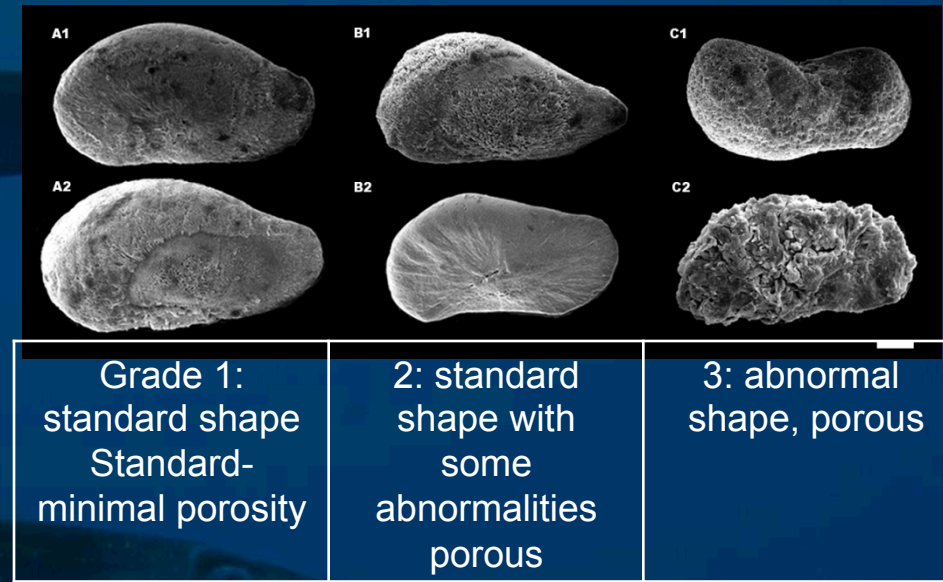 A1
B1
C1
A2
B2
C2
Grade 1:
standard shape
Standard-
minimal porosity
2: standard
shape with
some
abnormalities
porous
3: abnormal
shape, porous